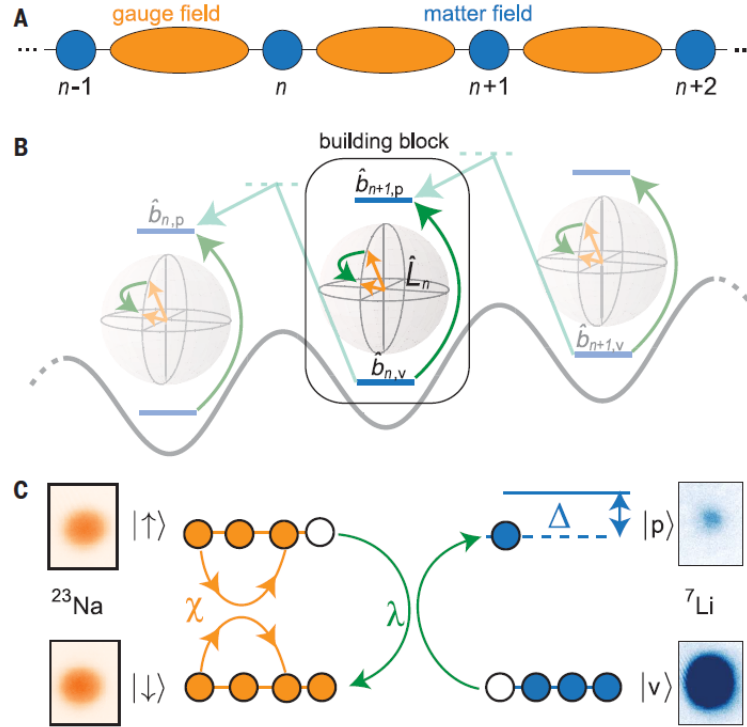 A
gauge field matter field
... n-1 n n+1 n+2 ..
B
building block
b̂n,p b̂n+1,p
L̂n
b̂n,v b̂n+1,v
C
|↑⟩ Δ |p⟩
²³Na χ λ ⁷Li
|↓⟩ |v⟩